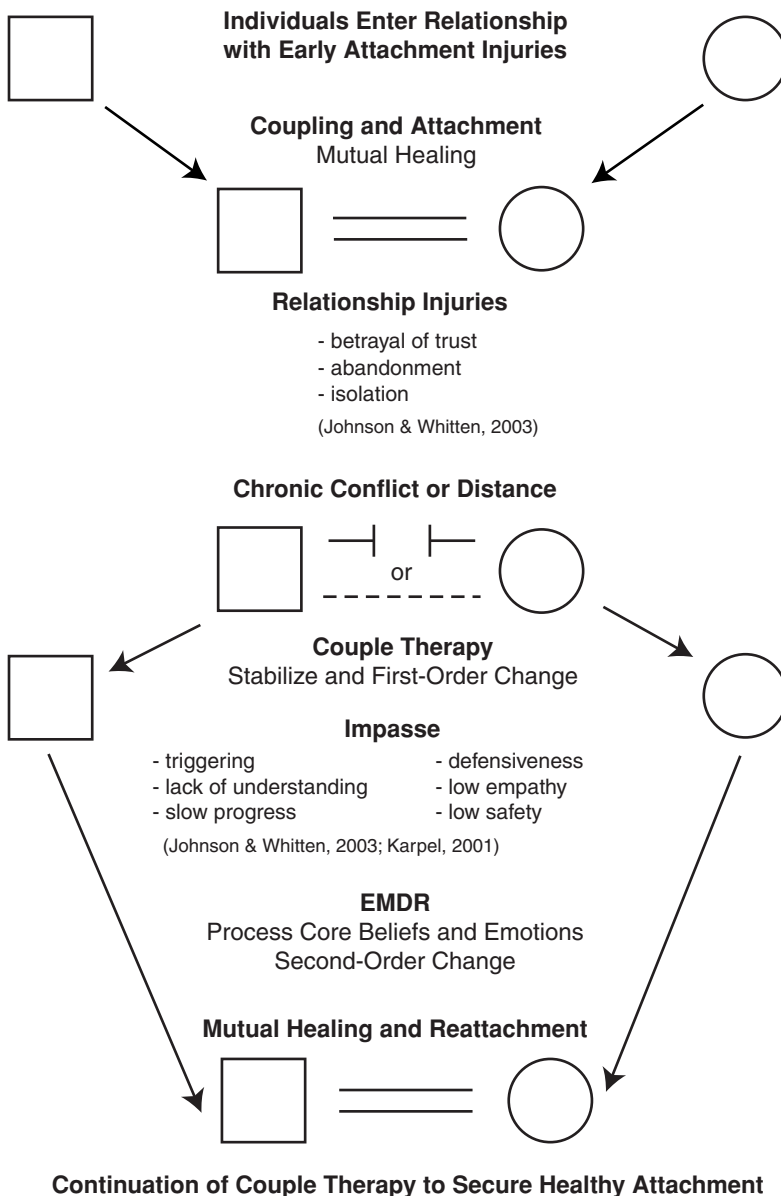 Individuals Enter Relationship
with Early Attachment Injuries
Coupling and Attachment
Mutual Healing
Relationship Injuries
- betrayal of trust
- abandonment
- isolation
(Johnson & Whitten, 2003)
Chronic Conflict or Distance
or
Couple Therapy
Stabilize and First-Order Change
Impasse
- triggering
- lack of understanding
- slow progress
- defensiveness
- low empathy
- low safety
(Johnson & Whitten, 2003; Karpel, 2001)
EMDR
Process Core Beliefs and Emotions
Second-Order Change
Mutual Healing and Reattachment
Continuation of Couple Therapy to Secure Healthy Attachment